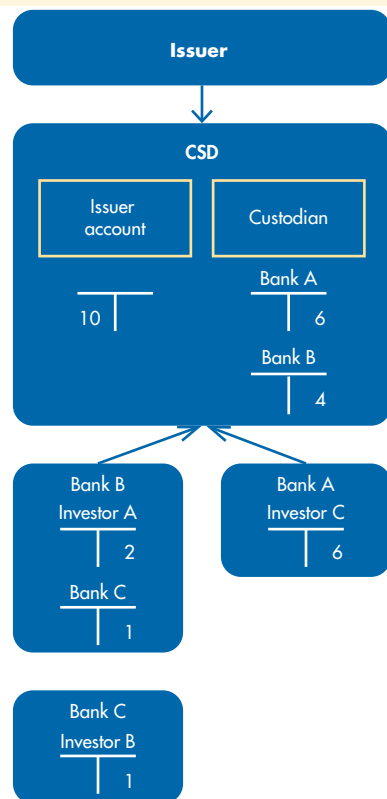 Issuer
CSD
Issuer
account
Custodian
10
Bank A
6
Bank B
4
Bank B
Investor A
2
Bank C
1
Bank A
Investor C
6
Bank C
Investor B
1